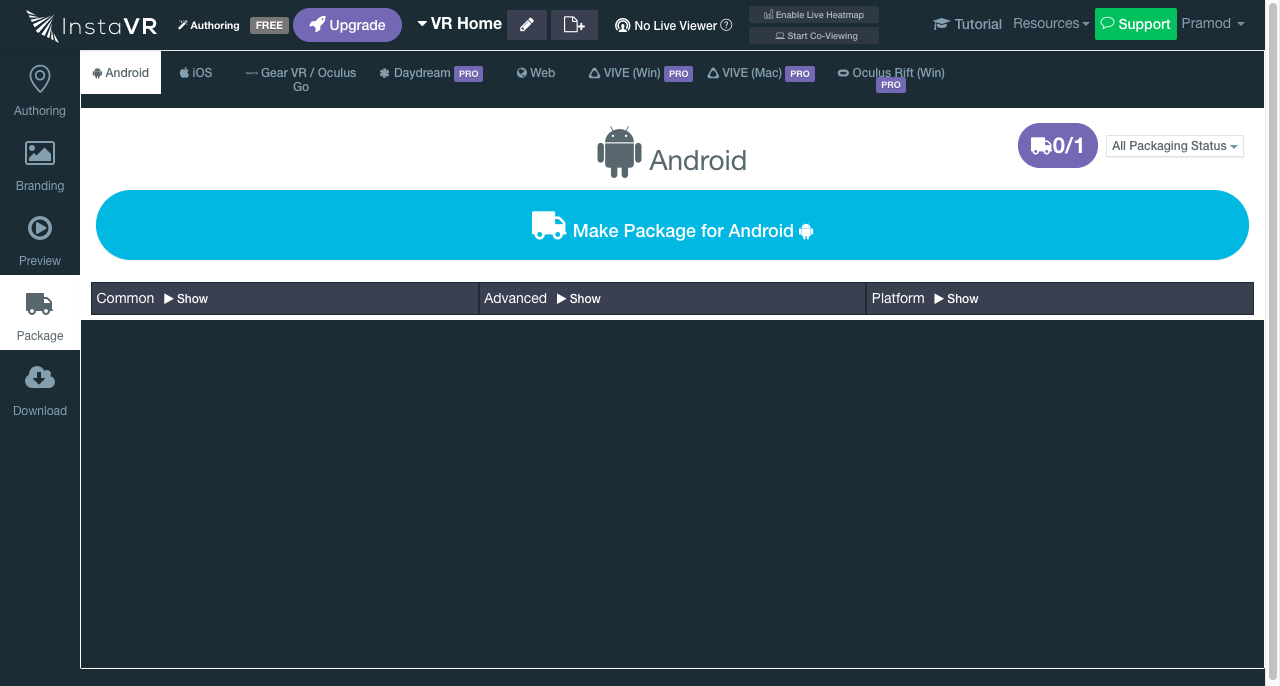 InstaVR
Authoring FREE
Upgrade
VR Home
No Live Viewer ?
Enable Live Heatmap
Start Co-Viewing
Tutorial
Resources
Support
Pramod
Authoring
Branding
Preview
Package
Download
Android
iOS
Gear VR / Oculus
Go
Daydream PRO
Web
VIVE (Win) PRO
VIVE (Mac) PRO
Oculus Rift (Win)
PRO
Android
0/1
All Packaging Status
Make Package for Android
Common Show
Advanced Show
Platform Show